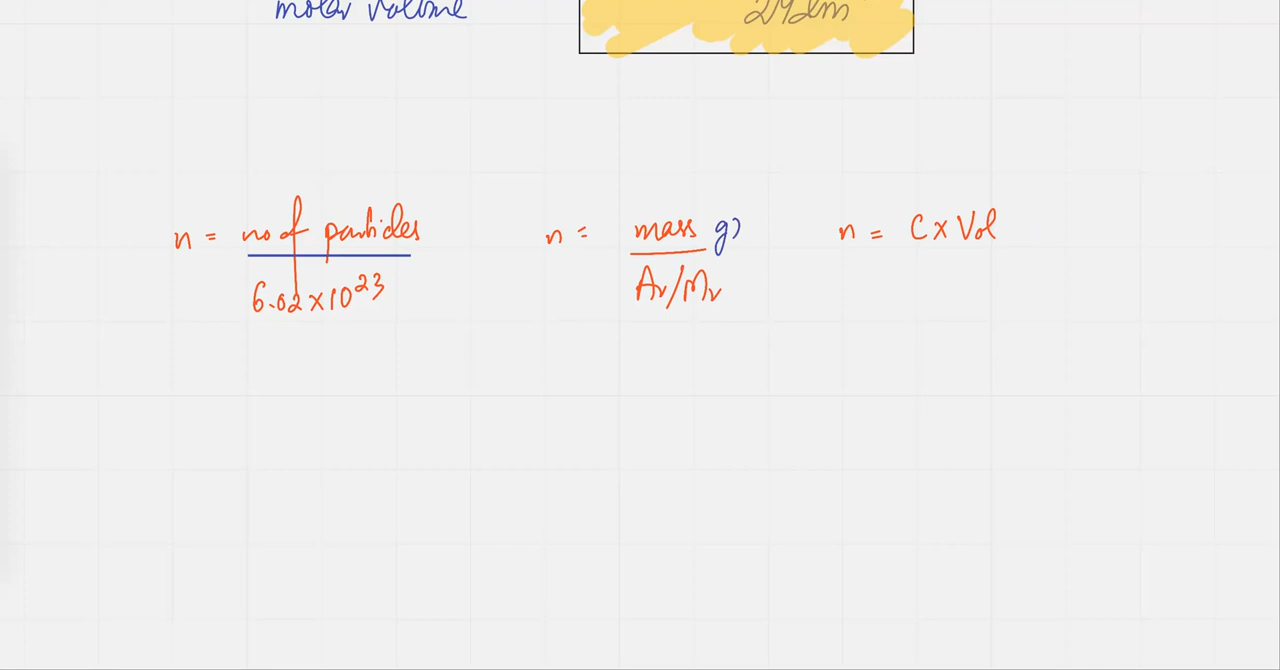 molar volume
24dm
n = no of particles / 6.02 x 10^23
n = mass g) / Ar/Mr
n = C x Vol